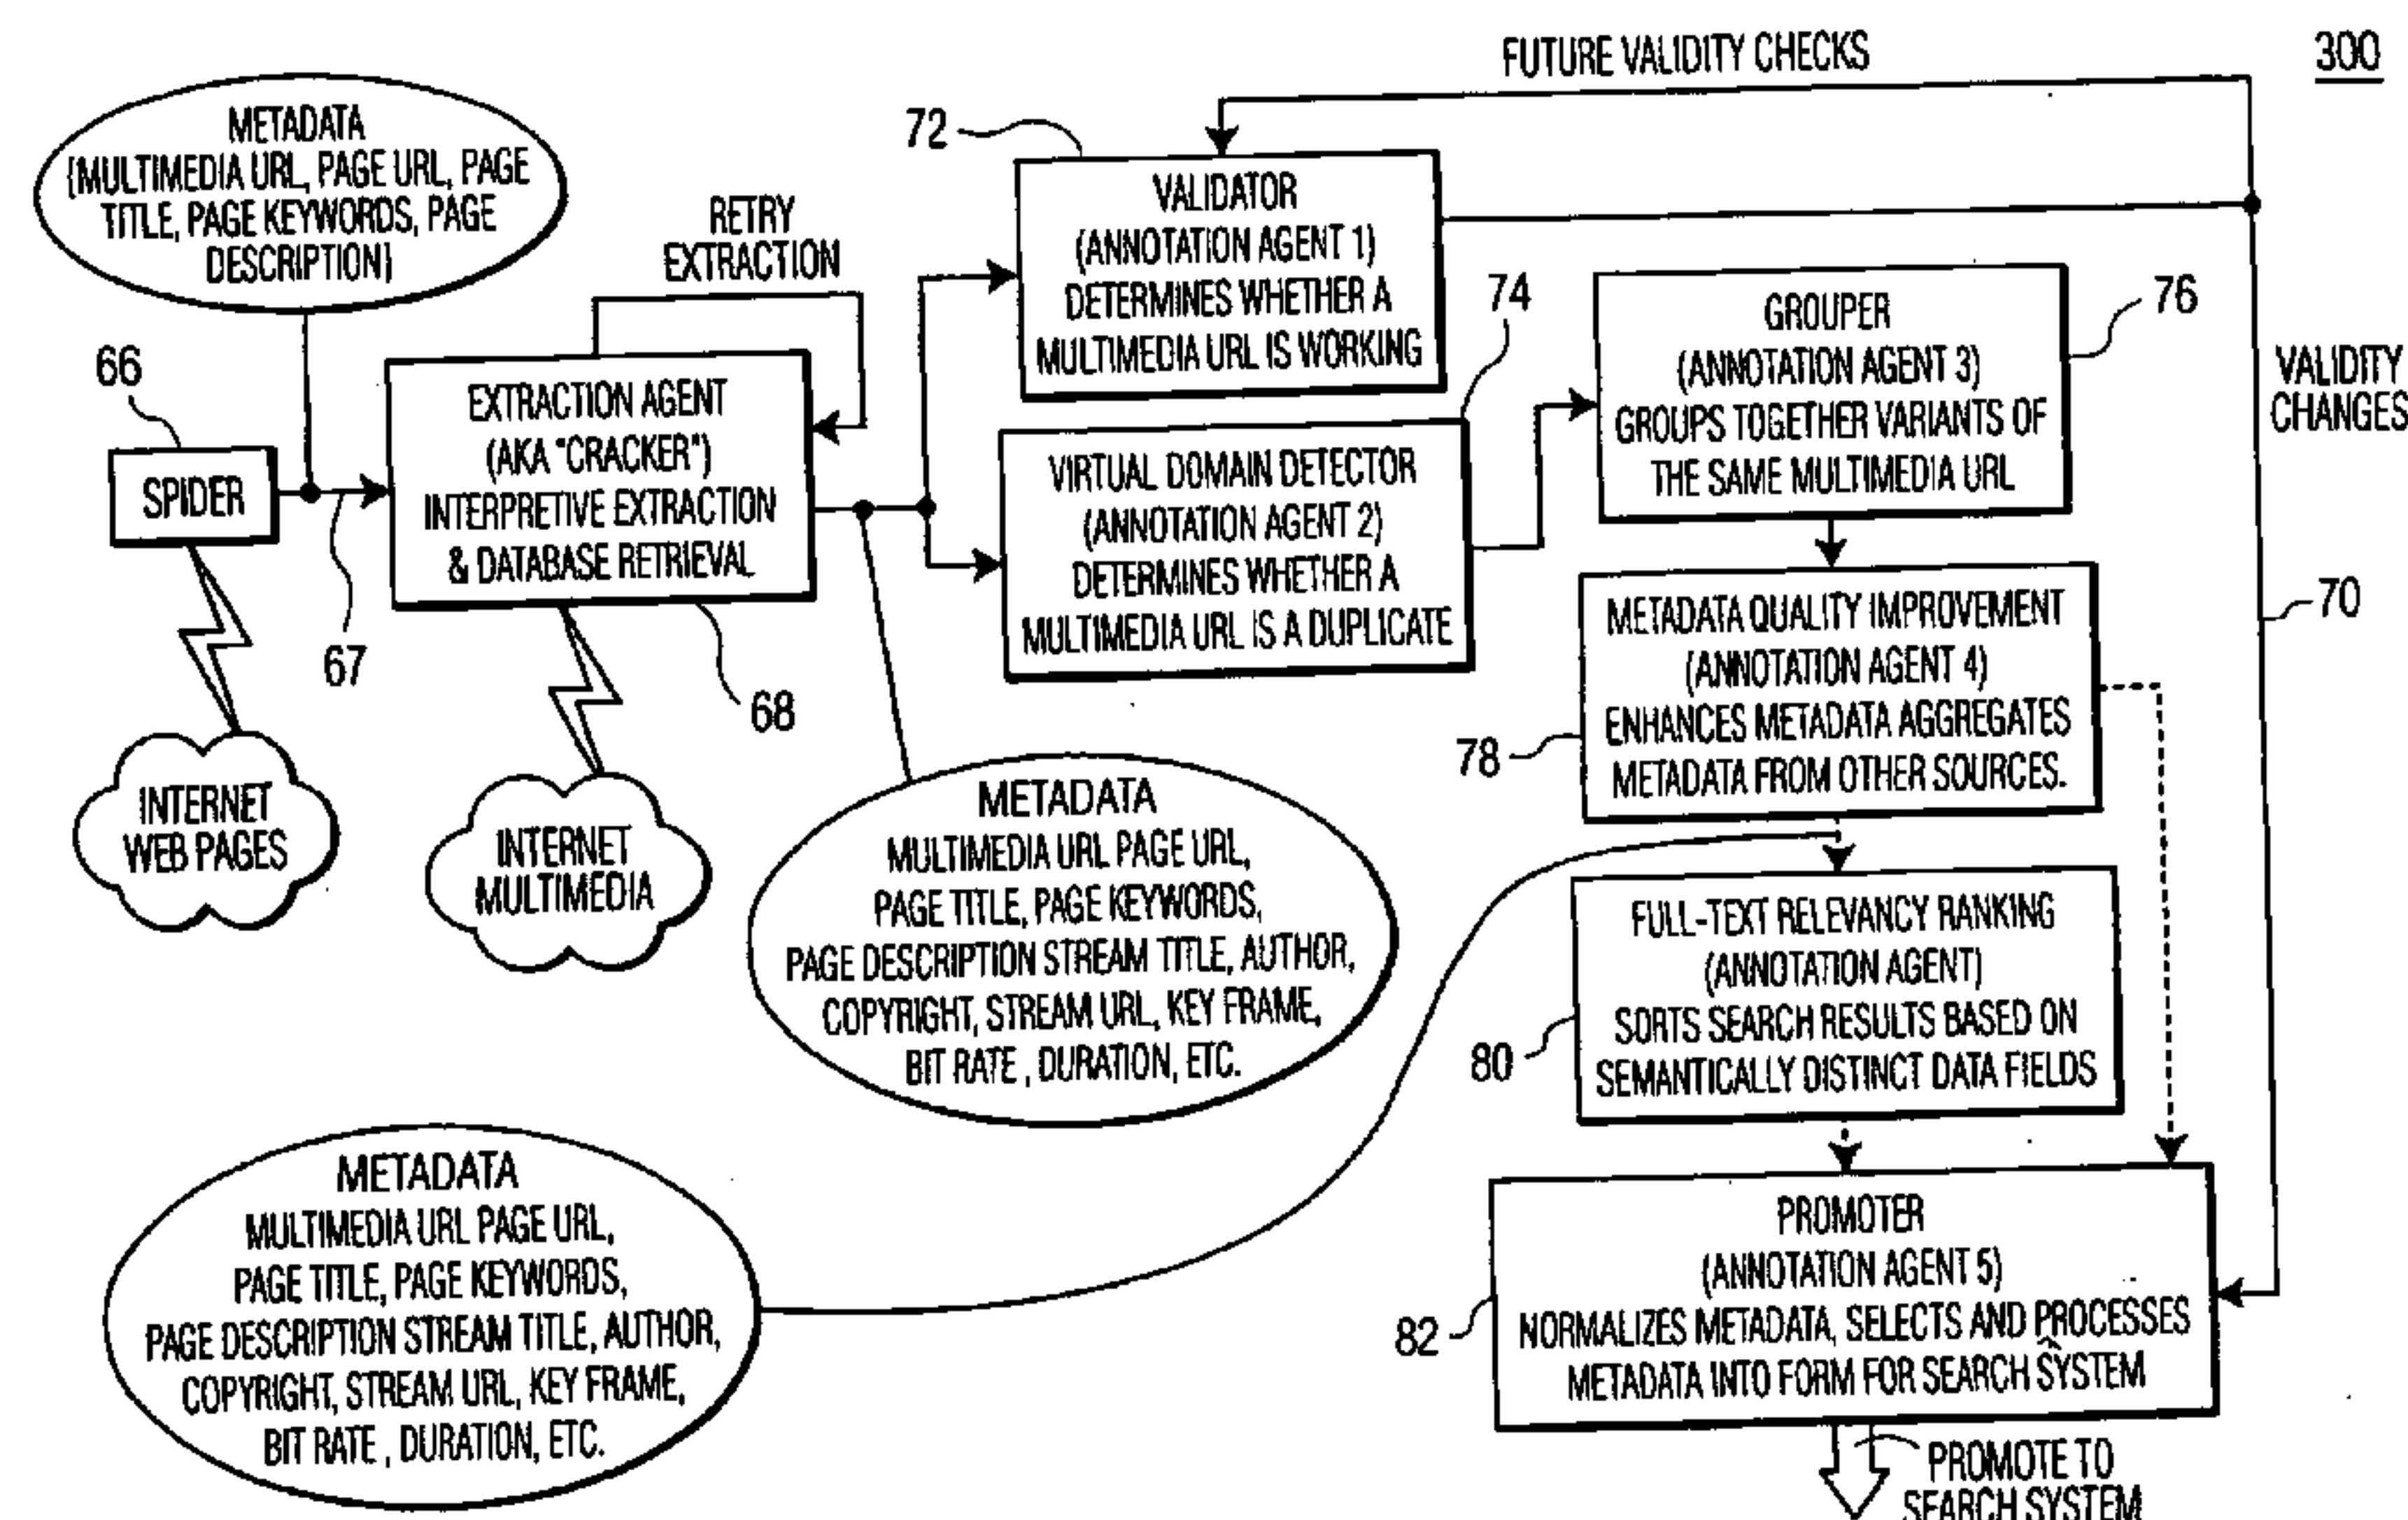 300
FUTURE VALIDITY CHECKS
METADATA
(MULTIMEDIA URL, PAGE URL, PAGE
TITLE, PAGE KEYWORDS, PAGE
DESCRIPTION)
66
SPIDER
67
INTERNET
WEB PAGES
RETRY
EXTRACTION
EXTRACTION AGENT
(AKA "CRACKER")
INTERPRETIVE EXTRACTION
& DATABASE RETRIEVAL
68
INTERNET
MULTIMEDIA
72
VALIDATOR
(ANNOTATION AGENT 1)
DETERMINES WHETHER A
MULTIMEDIA URL IS WORKING
74
VIRTUAL DOMAIN DETECTOR
(ANNOTATION AGENT 2)
DETERMINES WHETHER A
MULTIMEDIA URL IS A DUPLICATE
76
GROUPER
(ANNOTATION AGENT 3)
GROUPS TOGETHER VARIANTS OF
THE SAME MULTIMEDIA URL
VALIDITY
CHANGES
70
78
METADATA QUALITY IMPROVEMENT
(ANNOTATION AGENT 4)
ENHANCES METADATA AGGREGATES
METADATA FROM OTHER SOURCES.
METADATA
MULTIMEDIA URL PAGE URL,
PAGE TITLE, PAGE KEYWORDS,
PAGE DESCRIPTION STREAM TITLE, AUTHOR,
COPYRIGHT, STREAM URL, KEY FRAME,
BIT RATE , DURATION, ETC.
80
FULL-TEXT RELEVANCY RANKING
(ANNOTATION AGENT)
SORTS SEARCH RESULTS BASED ON
SEMANTICALLY DISTINCT DATA FIELDS
METADATA
MULTIMEDIA URL PAGE URL,
PAGE TITLE, PAGE KEYWORDS,
PAGE DESCRIPTION STREAM TITLE, AUTHOR,
COPYRIGHT, STREAM URL, KEY FRAME,
BIT RATE , DURATION, ETC.
82
PROMOTER
(ANNOTATION AGENT 5)
NORMALIZES METADATA, SELECTS AND PROCESSES
METADATA INTO FORM FOR SEARCH SYSTEM
PROMOTE TO
SEARCH SYSTEM